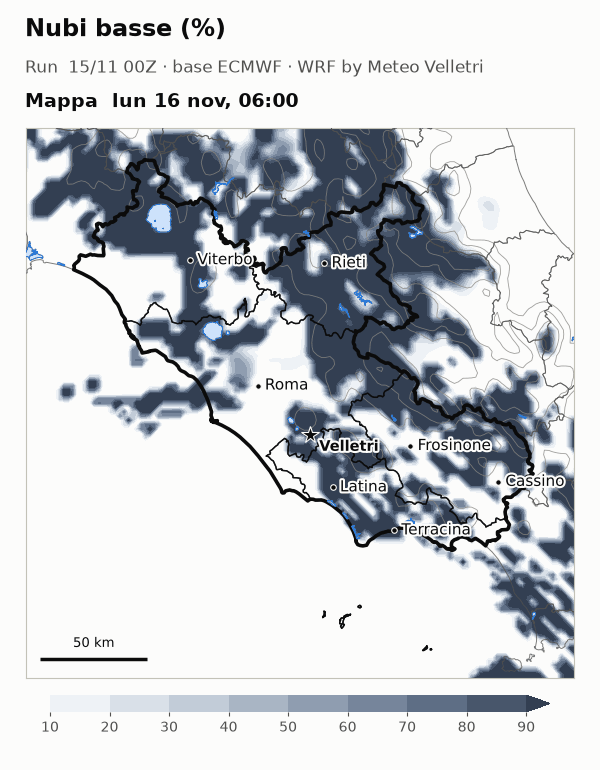 Nubi basse (%)
Run 15/11 00Z · base ECMWF · WRF by Meteo Velletri
Mappa lun 16 nov, 06:00
Viterbo
Rieti
Roma
Velletri
Frosinone
Cassino
Latina
Terracina
50 km
10 20 30 40 50 60 70 80 90